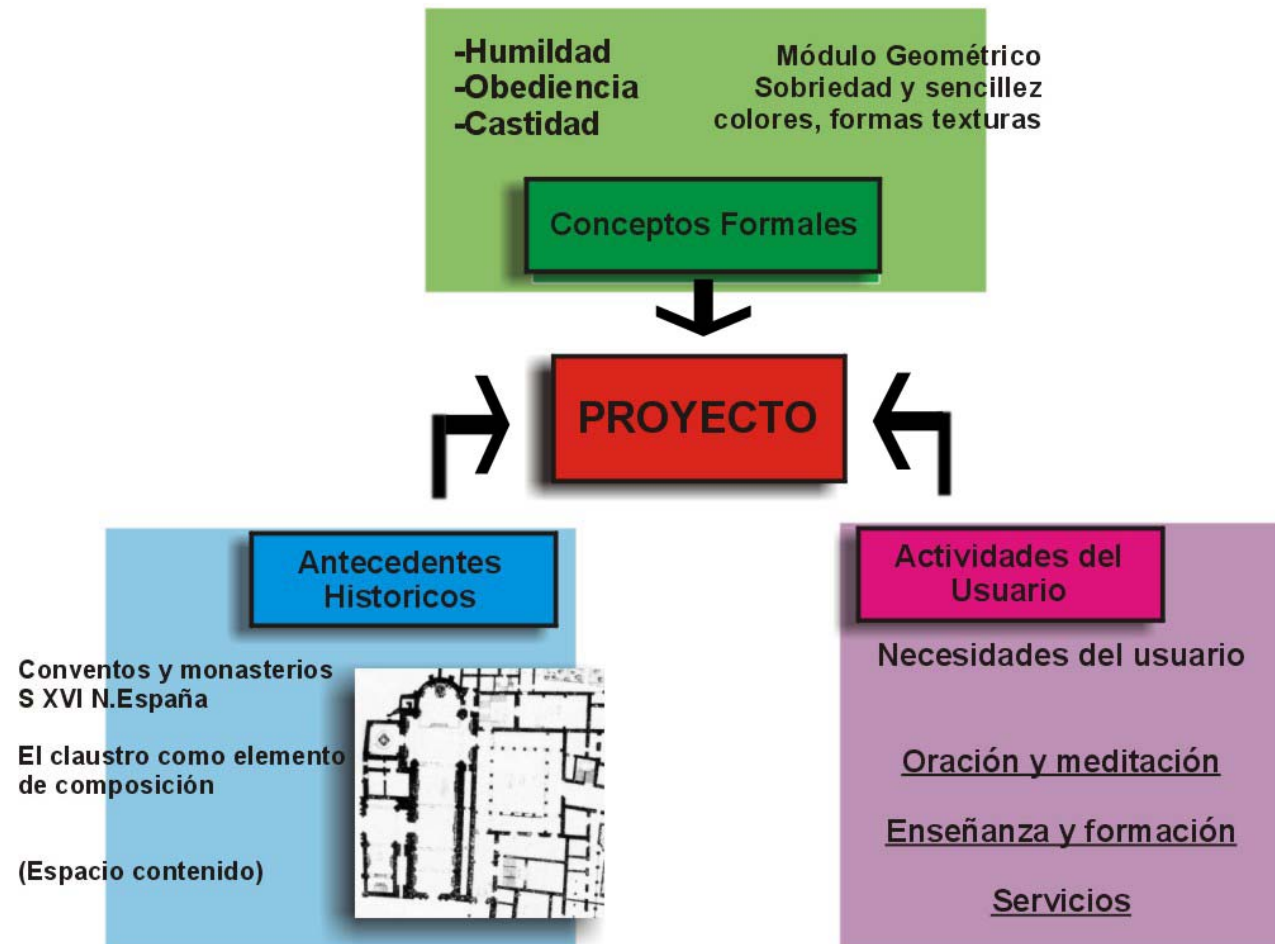 -Humildad
-Obediencia
-Castidad
Módulo Geométrico
Sobriedad y sencillez
colores, formas texturas
Conceptos Formales
PROYECTO
Antecedentes
Historicos
Conventos y monasterios
S XVI N.España
El claustro como elemento
de composición
(Espacio contenido)
Actividades del
Usuario
Necesidades del usuario
Oración y meditación
Enseñanza y formación
Servicios